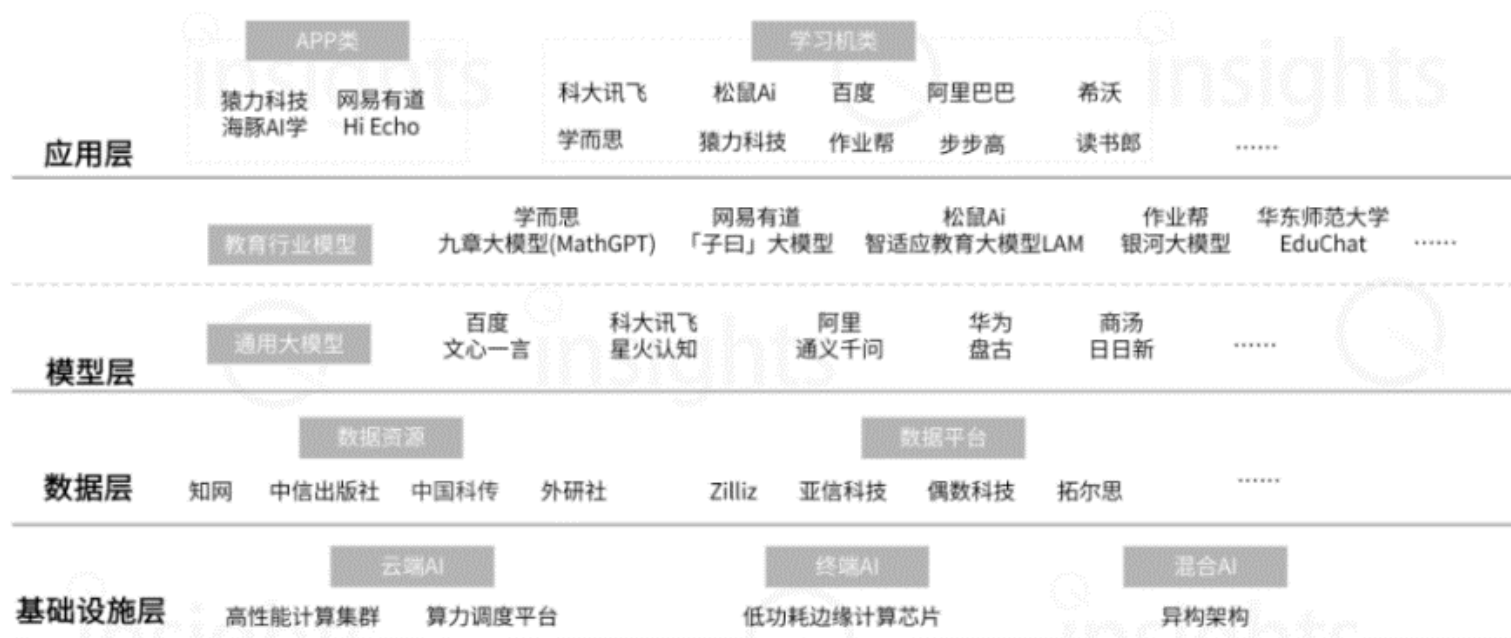 APP类
学习机类
猿力科技 网易有道
海豚AI学 Hi Echo
科大讯飞 松鼠Ai 百度 阿里巴巴 希沃
学而思 猿力科技 作业帮 步步高 读书郎 ……
应用层
教育行业模型
学而思 网易有道 松鼠Ai 作业帮 华东师范大学
九章大模型(MathGPT) 「子曰」大模型 智适应教育大模型LAM 银河大模型 EduChat ……
通用大模型
百度 科大讯飞 阿里 华为 商汤
文心一言 星火认知 通义千问 盘古 日日新 ……
模型层
数据资源 数据平台
数据层
知网 中信出版社 中国科传 外研社 Zilliz 亚信科技 偶数科技 拓尔思 ……
云端AI 终端AI 混合AI
基础设施层
高性能计算集群 算力调度平台 低功耗边缘计算芯片 异构架构
insights
insights
insights
insights
insights